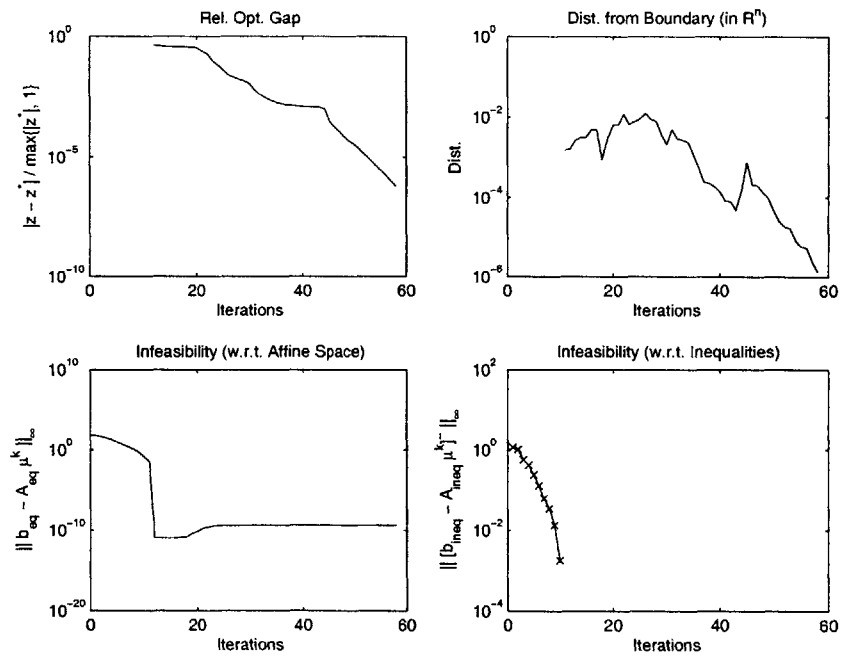 Rel. Opt. Gap
|z − z*| / max{|z*|, 1}
10^0
10^−5
10^−10
0
20
40
60
Iterations
Dist. from Boundary (in R^n)
Dist.
10^0
10^−2
10^−4
10^−6
0
20
40
60
Iterations
Infeasibility (w.r.t. Affine Space)
|| b_eq − A_eq μ^k ||_∞
10^10
10^0
10^−10
10^−20
0
20
40
60
Iterations
Infeasibility (w.r.t. Inequalities)
|| [b_ineq − A_ineq μ^k]^− ||_∞
10^2
10^0
10^−2
10^−4
0
20
40
60
Iterations